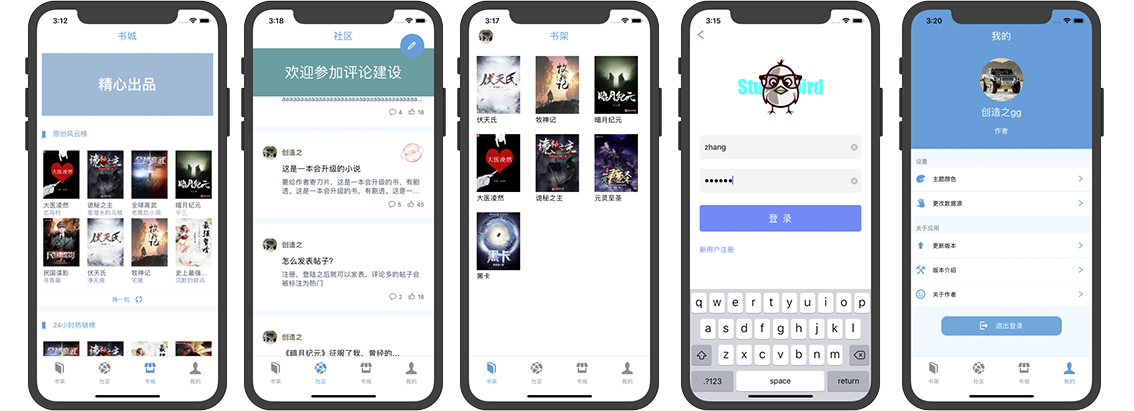 3:12
书城
精心出品
原创风云榜
大医凌然
诡秘之主
全球高武
暗月纪元
志鸟村
爱潜水的乌贼
老鹰吃小鸡
中三
民国谍影
伏天氏
牧神记
史上最强...
寻青藤
净无痕
宅猪
沉默的糕点
换一批
24小时热销榜
书架
社区
书城
我的
3:18
社区
欢迎参加评论建设
aaaaaaaaaaaaaaaaaaaaaaaaaaaaaaaaaaa...
4
18
创造之
这是一本会升级的小说
要给作者寄刀片，这是一本会升级的书，有剧
透。这是一本会升级的书，有剧透。这是一...
5
45
创造之
怎么发表帖子?
注册、登陆之后就可以发表，评论多的帖子会
被标注为热门
2
18
创造之
《暗月纪元》征服了我，曾经的...
书架
社区
书城
我的
3:17
书架
伏天氏
牧神记
暗月纪元
大医凌然
诡秘之主
元灵至圣
黑卡
书架
社区
书城
我的
3:15
zhang
登 录
新用户注册
q w e r t y u i o p
a s d f g h j k l
z x c v b n m
.?123
space
return
3:20
我的
创造之gg
作者
设置
主题颜色
更改数据源
关于应用
更新版本
版本介绍
关于作者
退出登录
书架
社区
书城
我的